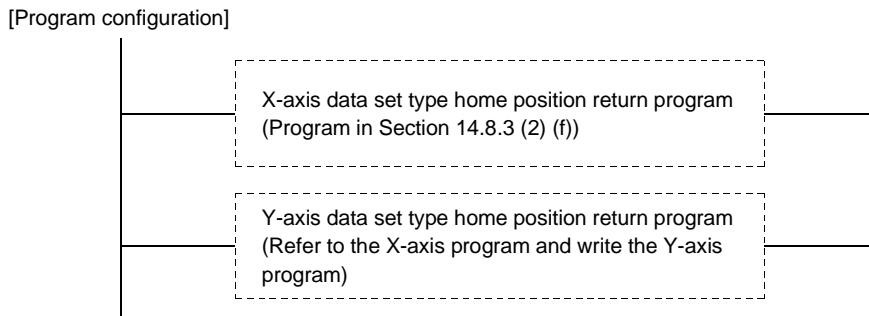 [Program configuration]
X-axis data set type home position return program
(Program in Section 14.8.3 (2) (f))
Y-axis data set type home position return program
(Refer to the X-axis program and write the Y-axis
program)